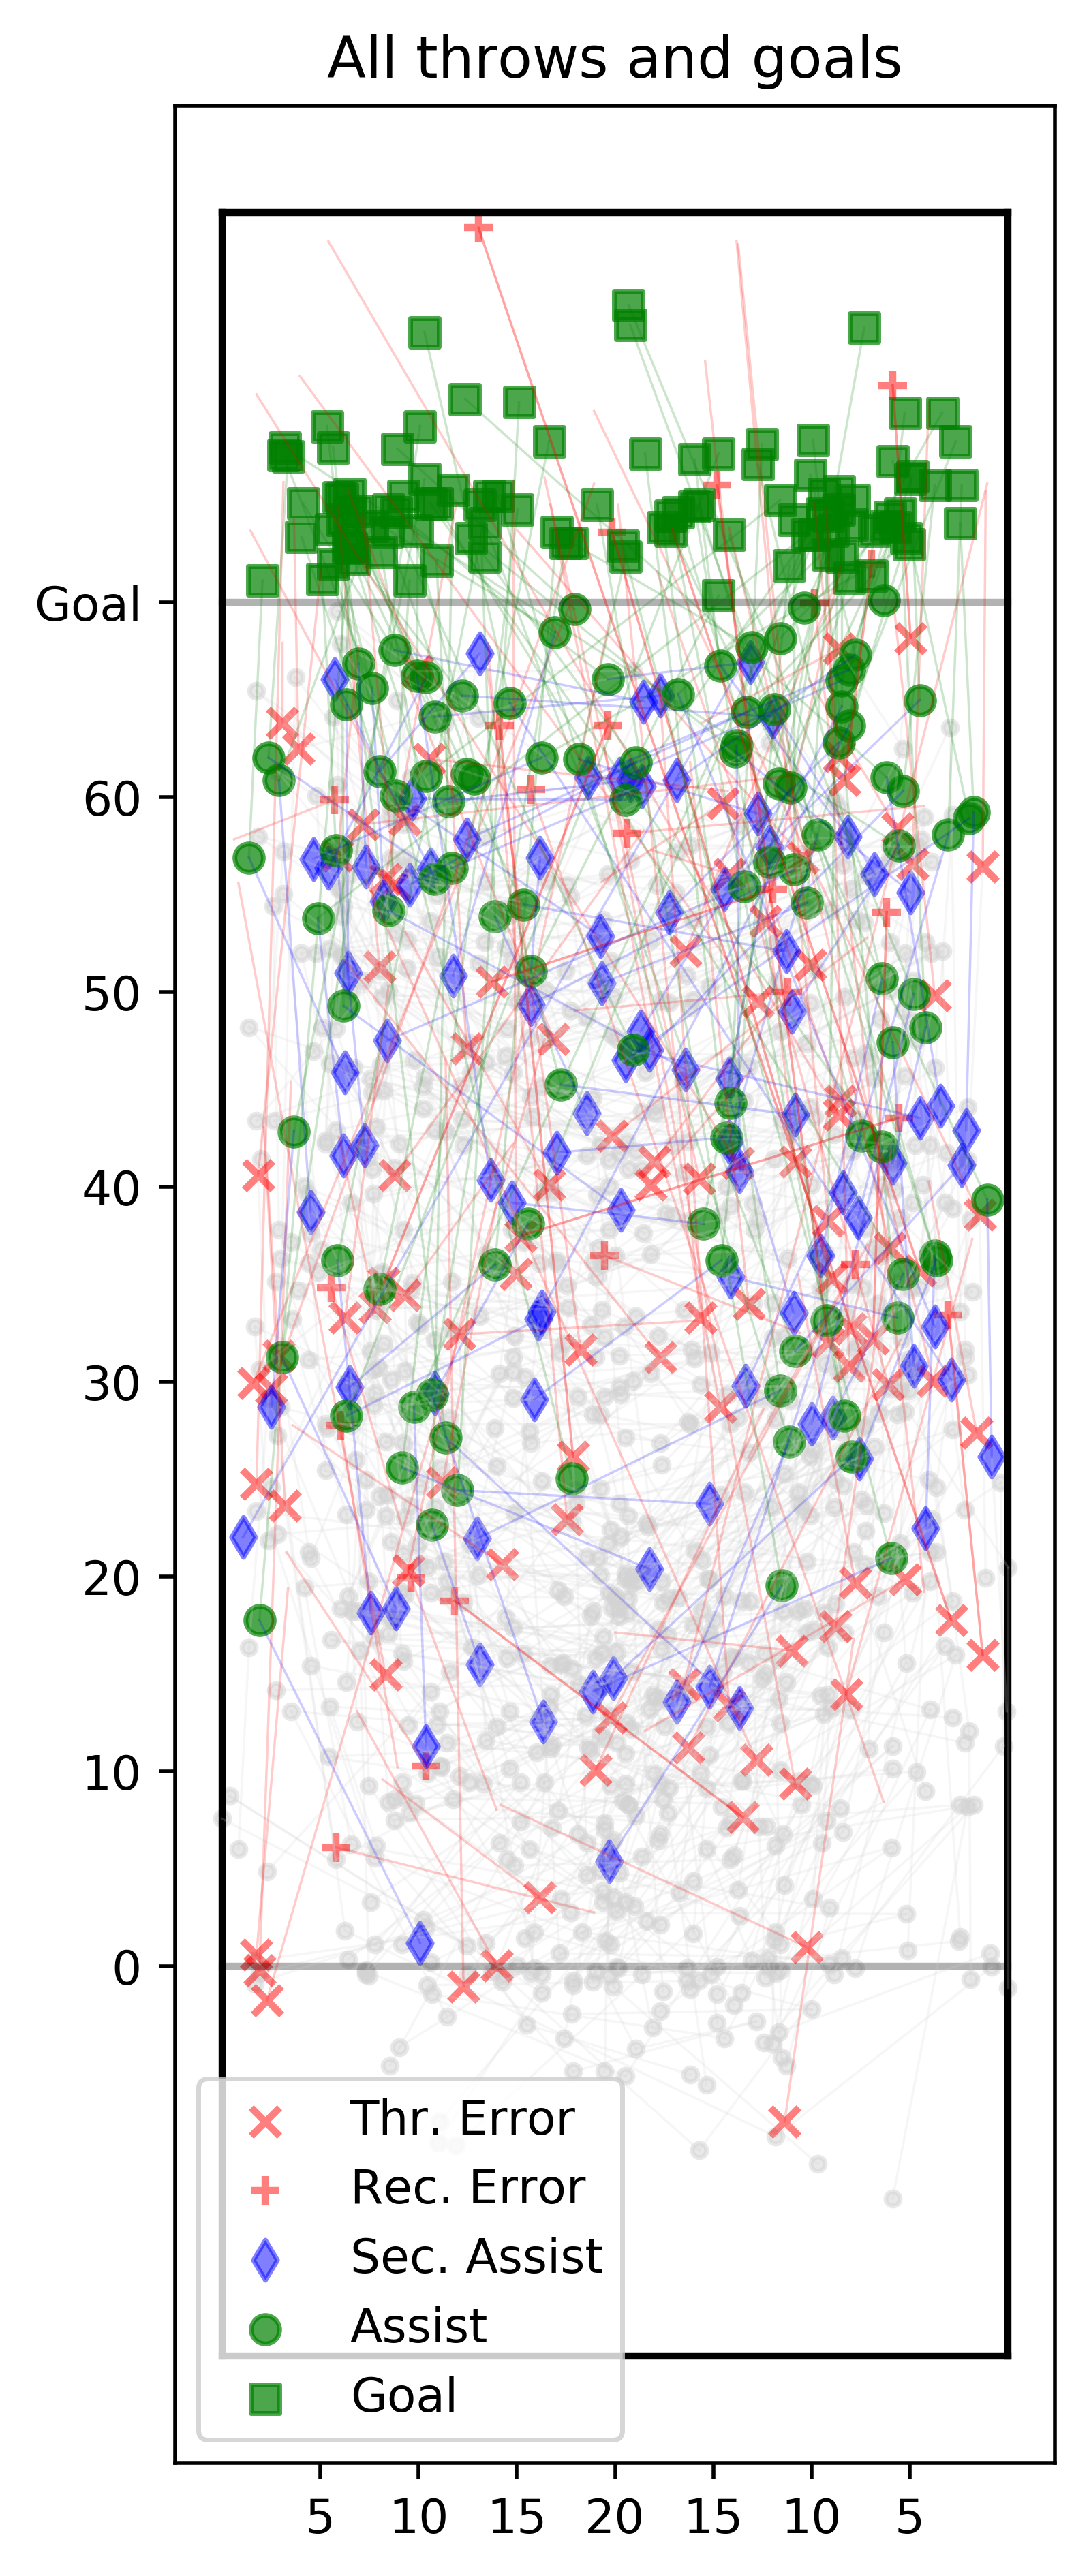 All throws and goals
Goal
60
50
40
30
20
10
0
Thr. Error
Rec. Error
Sec. Assist
Assist
Goal
5 10 15 20 15 10 5